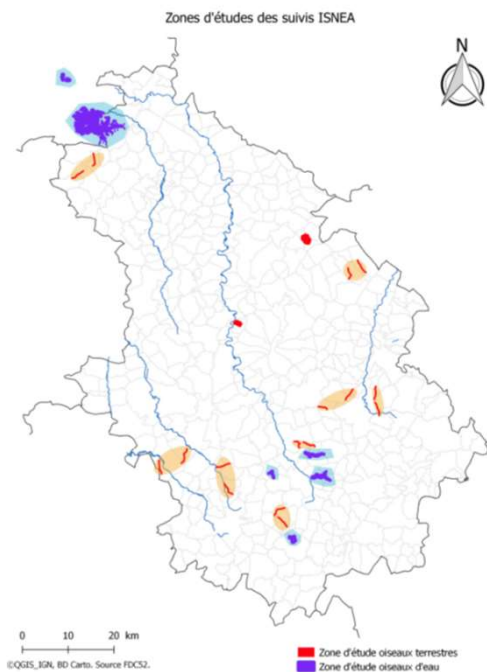 Zones d'études des suivis ISNEA
N
0 10 20 km
©QGIS_IGN, BD Carto. Source FDC52.
Zone d'étude oiseaux terrestres
Zone d'étude oiseaux d'eau